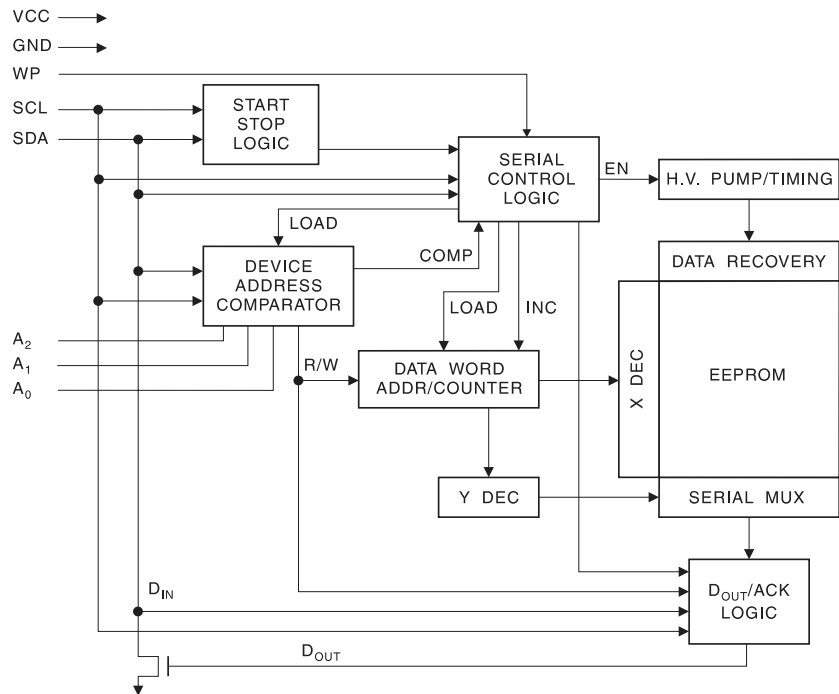 VCC
GND
WP
SCL
SDA
START
STOP
LOGIC
SERIAL
CONTROL
LOGIC
EN
H.V. PUMP/TIMING
LOAD
COMP
DEVICE
ADDRESS
COMPARATOR
DATA RECOVERY
LOAD
INC
A2
A1
A0
R/W
DATA WORD
ADDR/COUNTER
X DEC
EEPROM
Y DEC
SERIAL MUX
DIN
DOUT/ACK
LOGIC
DOUT